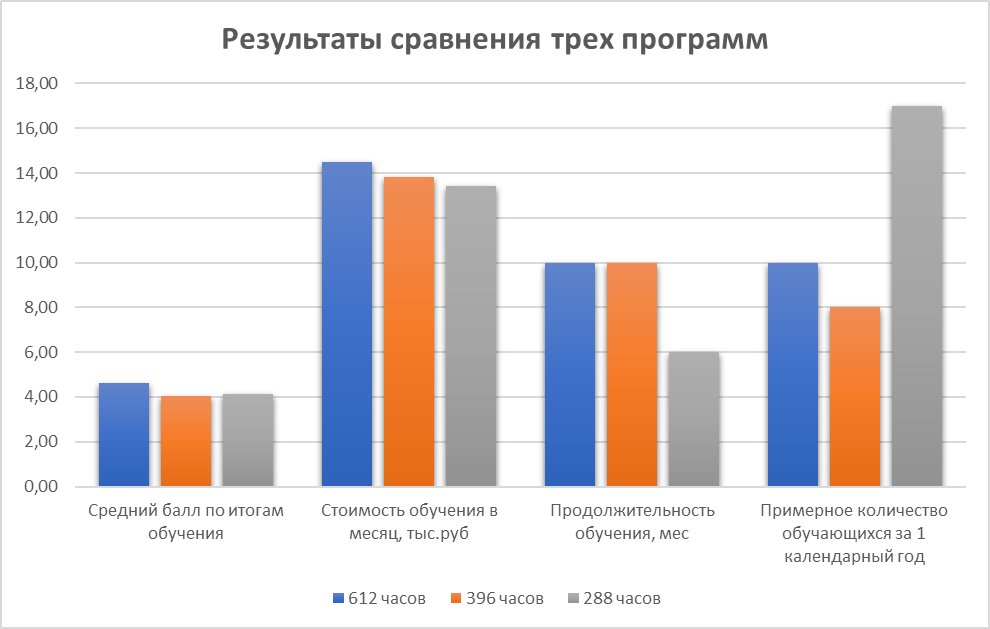 Результаты сравнения трех программ
18,00
16,00
14,00
12,00
10,00
8,00
6,00
4,00
2,00
0,00
Средний балл по итогам
обучения
Стоимость обучения в
месяц, тыс.руб
Продолжительность
обучения, мес
Примерное количество
обучающихся за 1
календарный год
612 часов
396 часов
288 часов